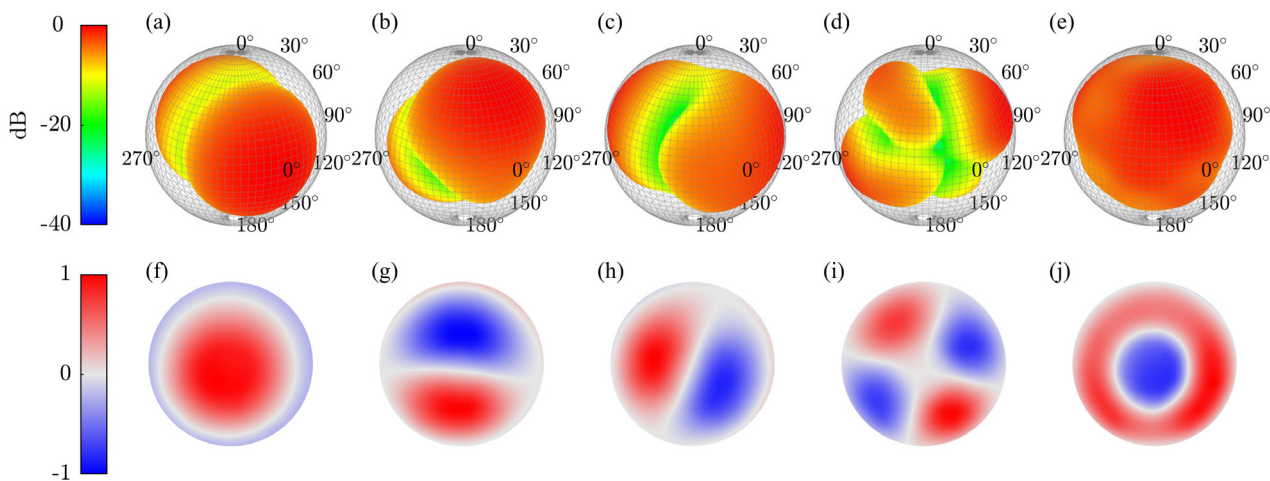 (a) (b) (c) (d) (e)
0 0° 30° 0° 30° 0° 30° 0° 30° 0° 30°
60° 60° 60° 60° 60°
dB -20 90° 90° 90° 90° 90°
270° 0° 120° 270° 0° 120° 270° 0° 120° 270° 0° 120° 270° 0° 120°
150° 150° 150° 150° 150°
-40 180° 180° 180° 180° 180°
(f) (g) (h) (i) (j)
1
0
-1